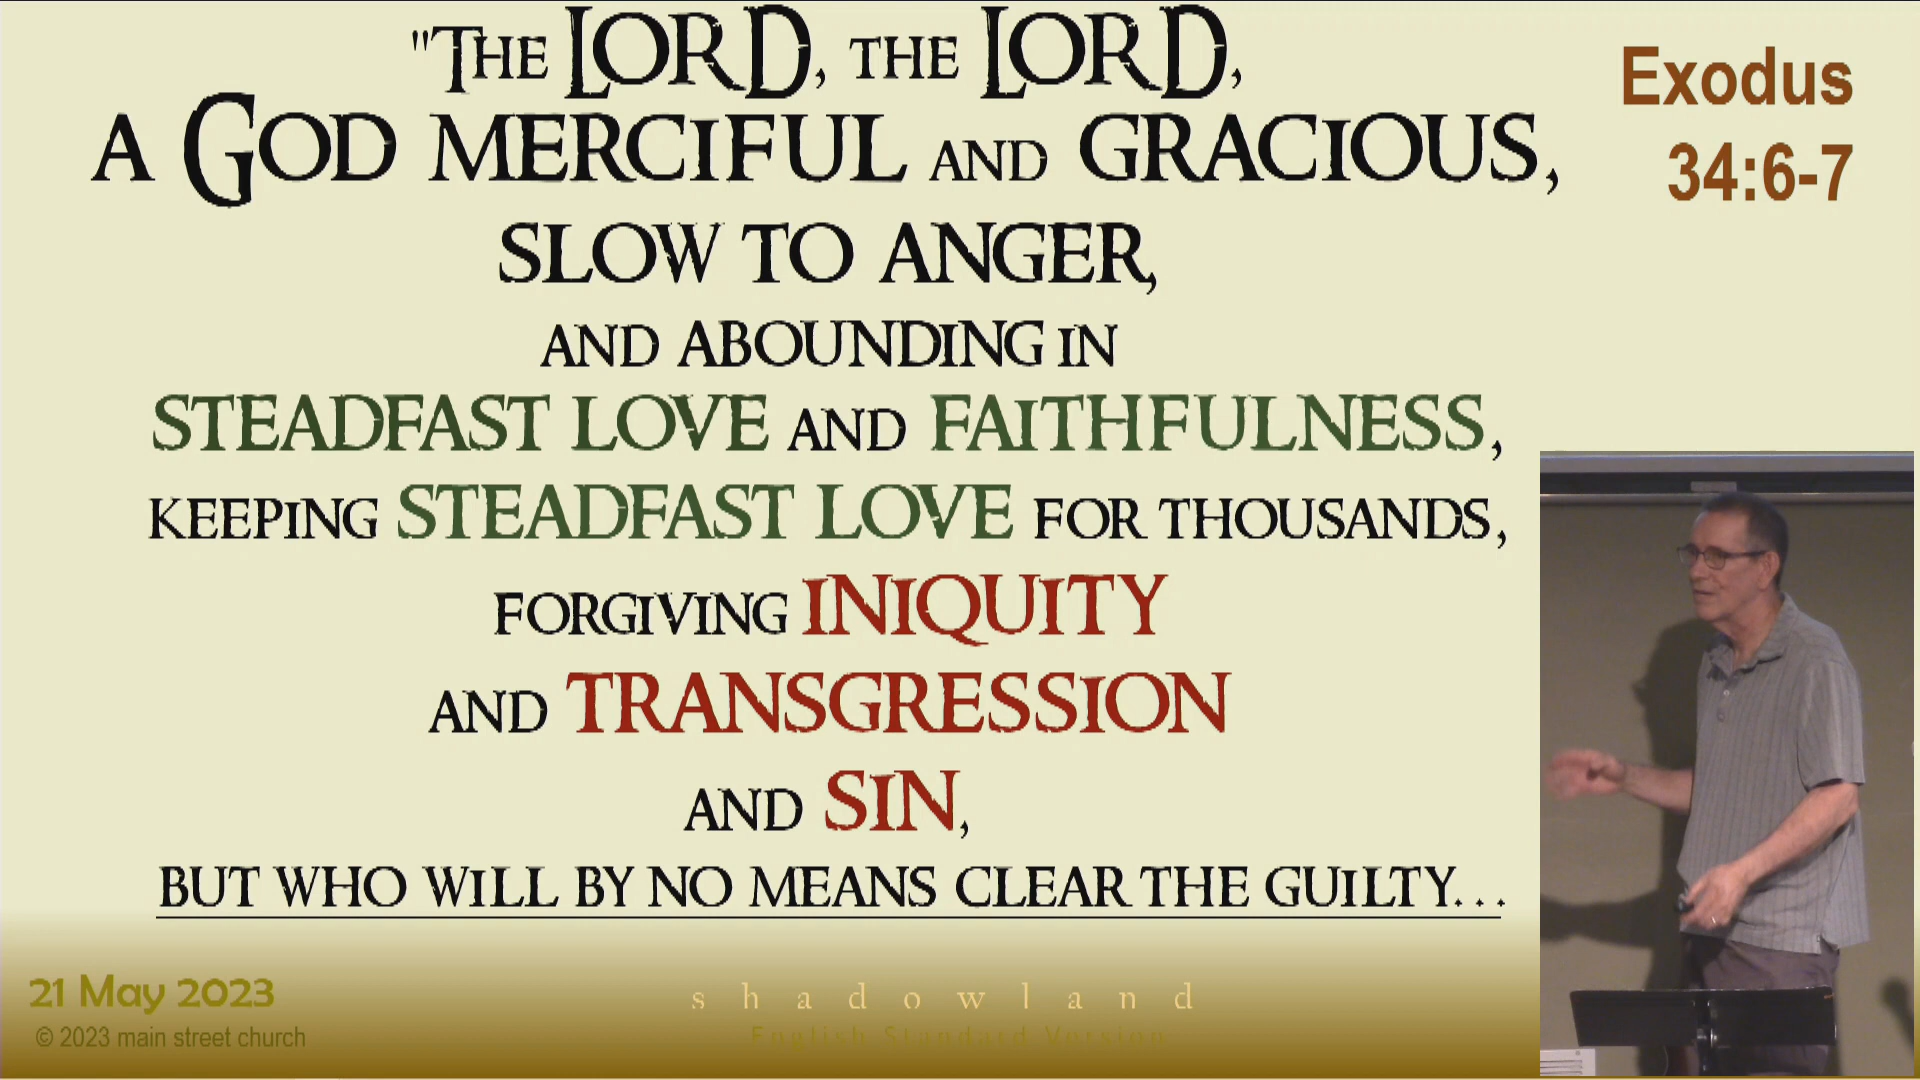 "The LORD, the LORD,
a God merciful and gracious,
slow to anger,
and abounding in
steadfast love and faithfulness,
keeping steadfast love for thousands,
forgiving iniquity
and transgression
and sin,
but who will by no means clear the guilty...
Exodus
34:6-7
21 May 2023
© 2023 main street church
shadowland
English Standard Version